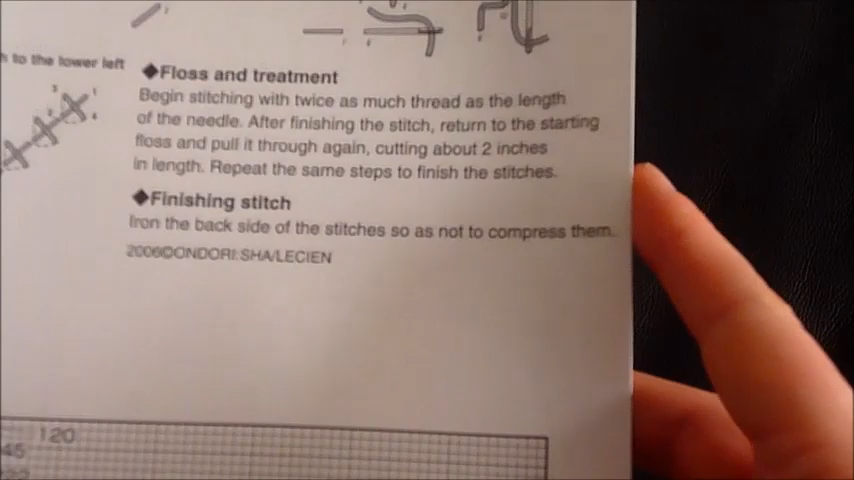 h to the lower left
◆Floss and treatment
Begin stitching with twice as much thread as the length
of the needle. After finishing the stitch, return to the starting
floss and pull it through again, cutting about 2 inches
in length. Repeat the same steps to finish the stitches.
◆Finishing stitch
Iron the back side of the stitches so as not to compress them.
2006©ONDORI:SHA/LECIEN
120
45